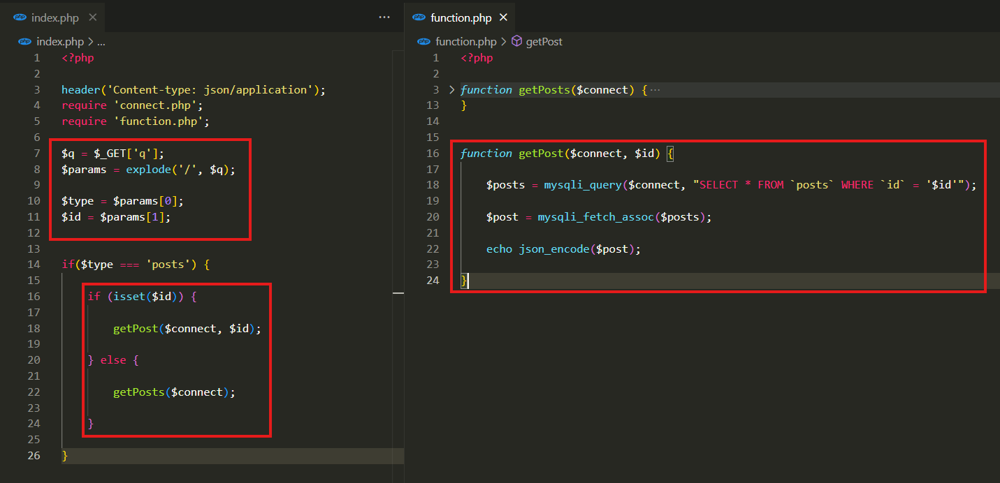 php index.php × ···
php index.php > ...
1 <?php
2
3 header('Content-type: json/application');
4 require 'connect.php';
5 require 'function.php';
6
7 $q = $_GET['q'];
8 $params = explode('/', $q);
9
10 $type = $params[0];
11 $id = $params[1];
12
13
14 if($type === 'posts') {
15
16 if (isset($id)) {
17
18 getPost($connect, $id);
19
20 } else {
21
22 getPosts($connect);
23
24 }
25
26 }
php function.php ×
php function.php > getPost
1 <?php
2
3 > function getPosts($connect) {···
13 }
14
15
16 function getPost($connect, $id) {
17
18 $posts = mysqli_query($connect, "SELECT * FROM `posts` WHERE `id` = '$id'");
19
20 $post = mysqli_fetch_assoc($posts);
21
22 echo json_encode($post);
23
24 }